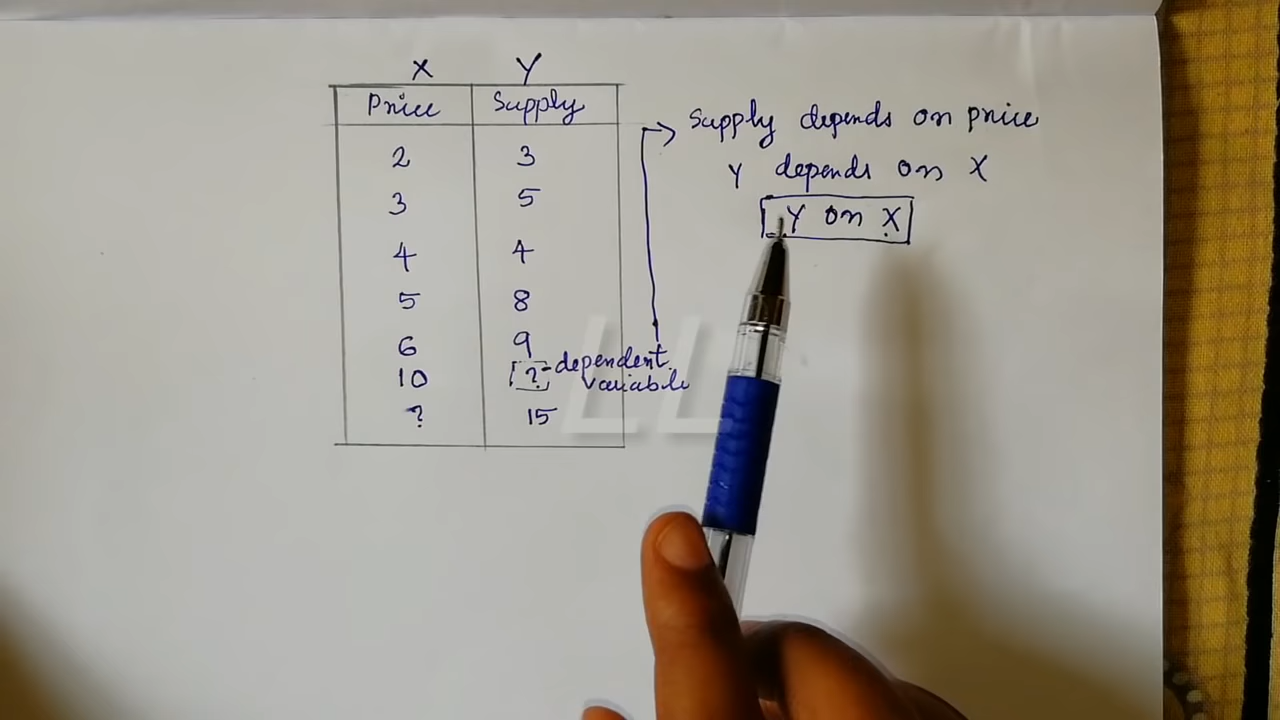 X Y
Price Supply
2 3
3 5
4 4
5 8
6 9
10 ? - dependent variable
? 15
Supply depends on price
Y depends on X
Y on X
LL